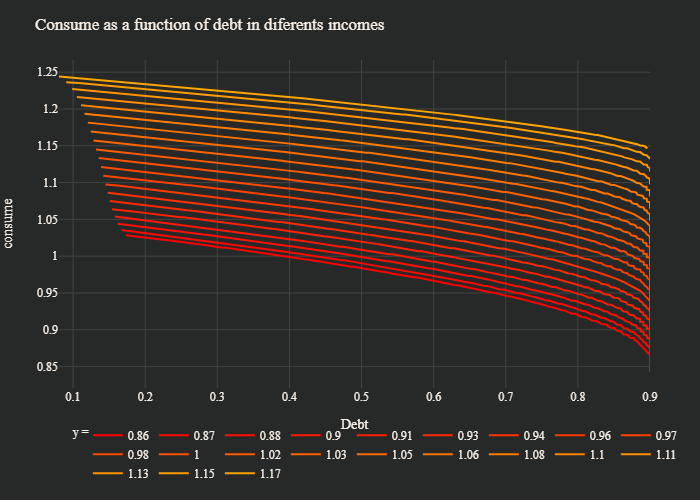 Consume as a function of debt in diferents incomes
1.25
1.2
1.15
1.1
1.05
1
0.95
0.9
0.85
consume
0.1 0.2 0.3 0.4 0.5 0.6 0.7 0.8 0.9
Debt
y = 0.86 0.87 0.88 0.9 0.91 0.93 0.94 0.96 0.97
0.98 1 1.02 1.03 1.05 1.06 1.08 1.1 1.11
1.13 1.15 1.17